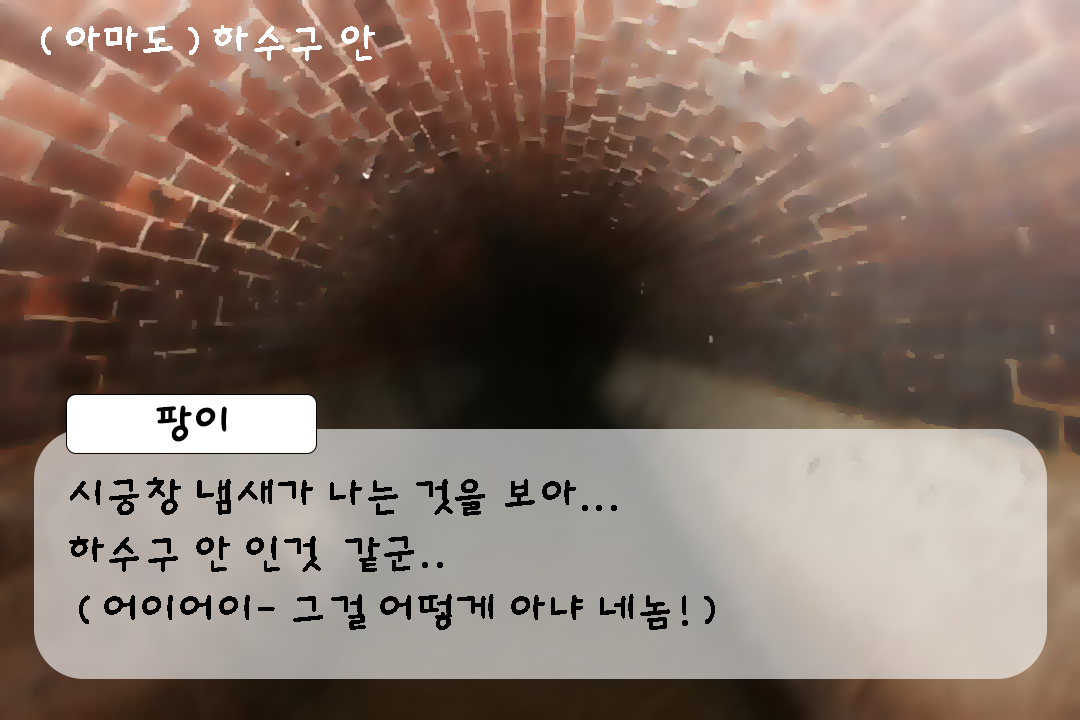 ( 아마도 ) 하수구 안
팡이
시궁창 냄새가 나는 것을 보아...
하수구 안 인것 같군..
( 어이어이- 그걸 어떻게 아냐 네놈! )